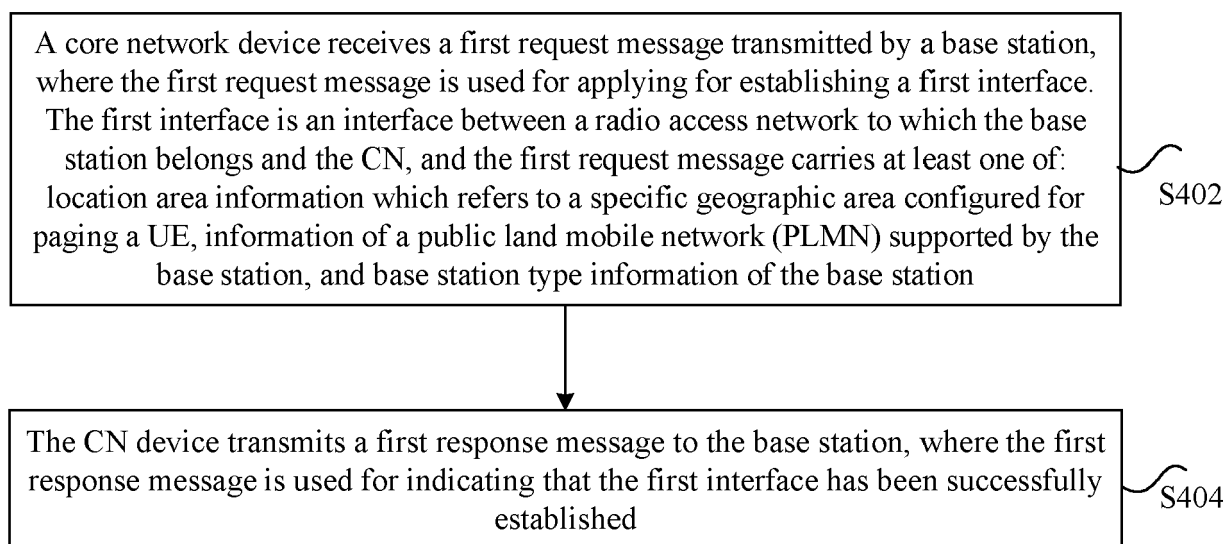 A core network device receives a first request message transmitted by a base station,
where the first request message is used for applying for establishing a first interface.
The first interface is an interface between a radio access network to which the base
station belongs and the CN, and the first request message carries at least one of:
location area information which refers to a specific geographic area configured for
paging a UE, information of a public land mobile network (PLMN) supported by the
base station, and base station type information of the base station
S402
The CN device transmits a first response message to the base station, where the first
response message is used for indicating that the first interface has been successfully
established
S404